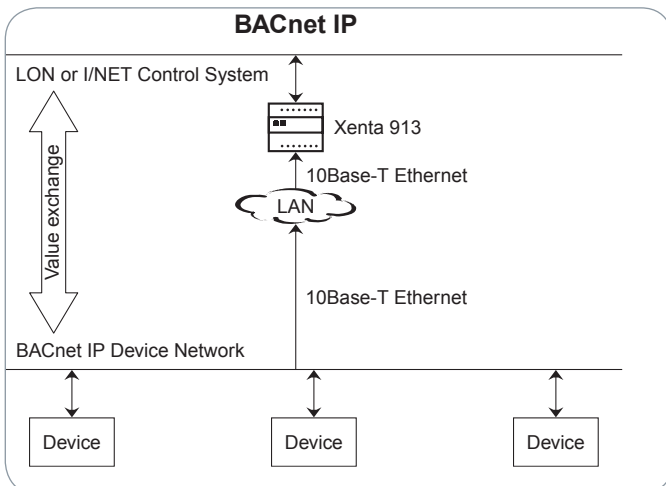 BACnet IP
LON or I/NET Control System
Xenta 913
10Base-T Ethernet
LAN
Value exchange
10Base-T Ethernet
BACnet IP Device Network
Device
Device
Device